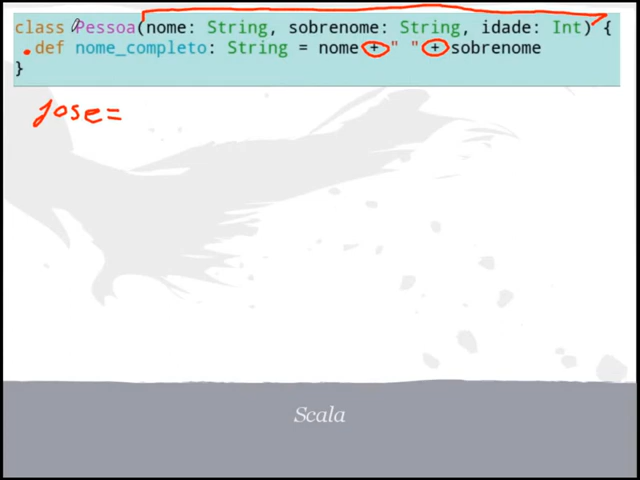 class Pessoa(nome: String, sobrenome: String, idade: Int) {
def nome_completo: String = nome + " " + sobrenome
}
Jose=
Scala